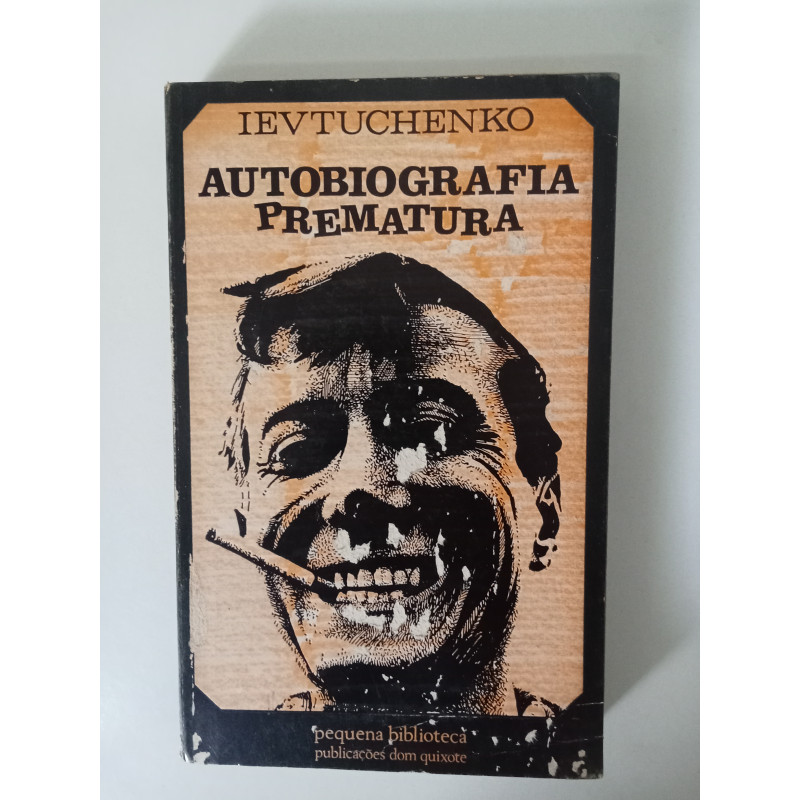 IEVTUCHENKO
AUTOBIOGRAFIA
PREMATURA
pequena biblioteca
publicações dom quixote